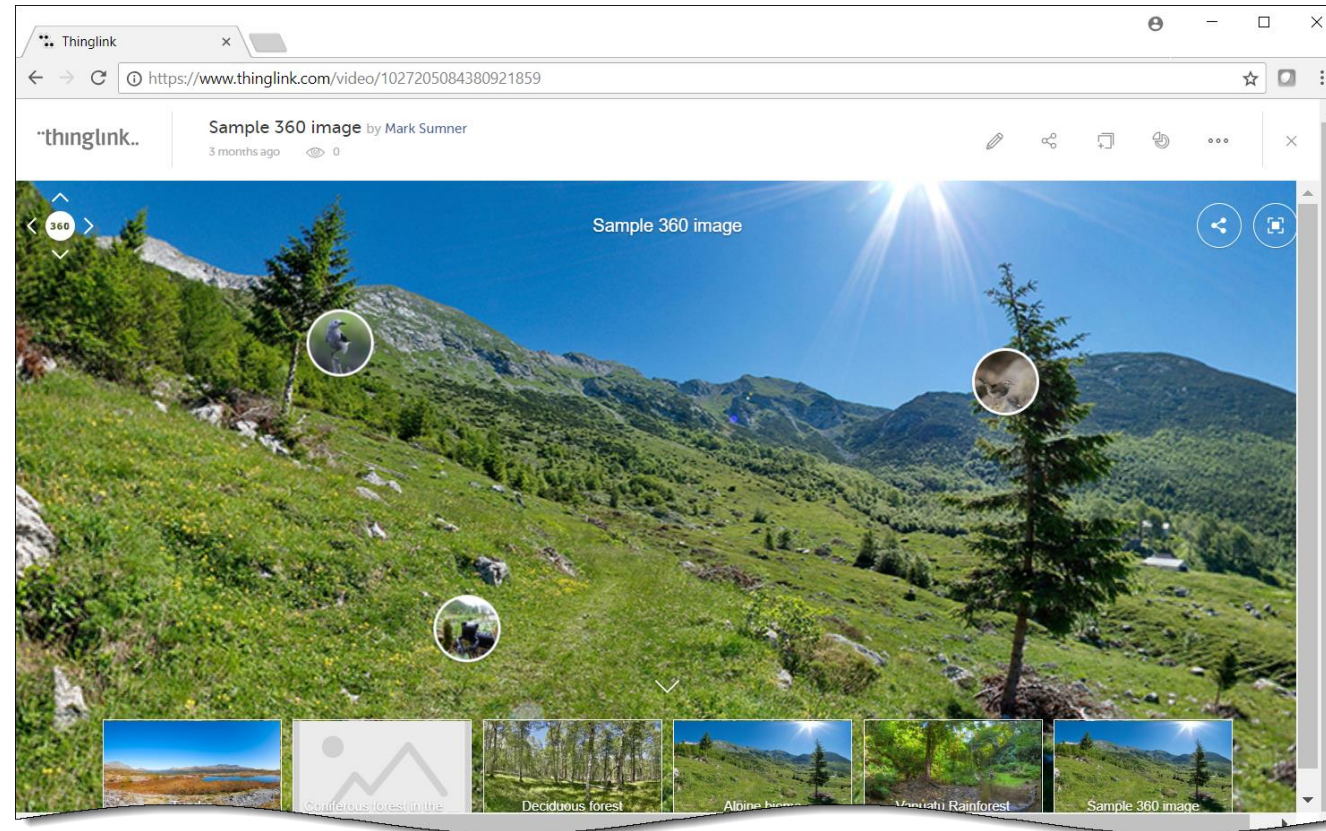 Thinglink
https://www.thinglink.com/video/1027205084380921859
thinglink..
Sample 360 image by Mark Sumner
3 months ago 0
360
Sample 360 image
Coniferous forest in the
Deciduous forest
Alpine biome
Vanuatu Rainforest
Sample 360 image